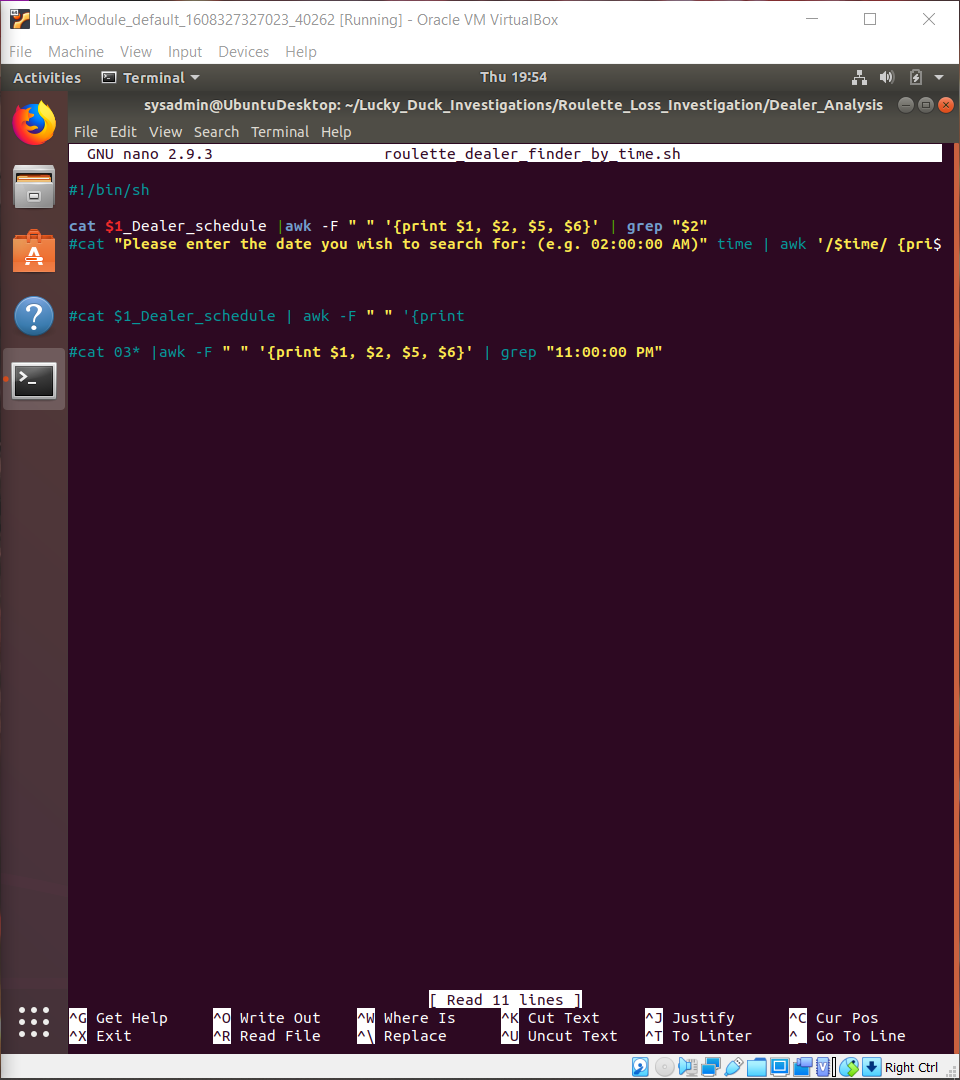 Linux-Module_default_1608327327023_40262 [Running] - Oracle VM VirtualBox
File Machine View Input Devices Help
Activities Terminal Thu 19:54
sysadmin@UbuntuDesktop: ~/Lucky_Duck_Investigations/Roulette_Loss_Investigation/Dealer_Analysis
File Edit View Search Terminal Help
GNU nano 2.9.3 roulette_dealer_finder_by_time.sh
#!/bin/sh
cat $1_Dealer_schedule |awk -F " " '{print $1, $2, $5, $6}' | grep "$2"
#cat "Please enter the date you wish to search for: (e.g. 02:00:00 AM)" time | awk '/$time/ {pri$
#cat $1_Dealer_schedule | awk -F " " '{print
#cat 03* |awk -F " " '{print $1, $2, $5, $6}' | grep "11:00:00 PM"
[ Read 11 lines ]
^G Get Help ^O Write Out ^W Where Is ^K Cut Text ^J Justify ^C Cur Pos
^X Exit ^R Read File ^\ Replace ^U Uncut Text ^T To Linter ^_ Go To Line
Right Ctrl